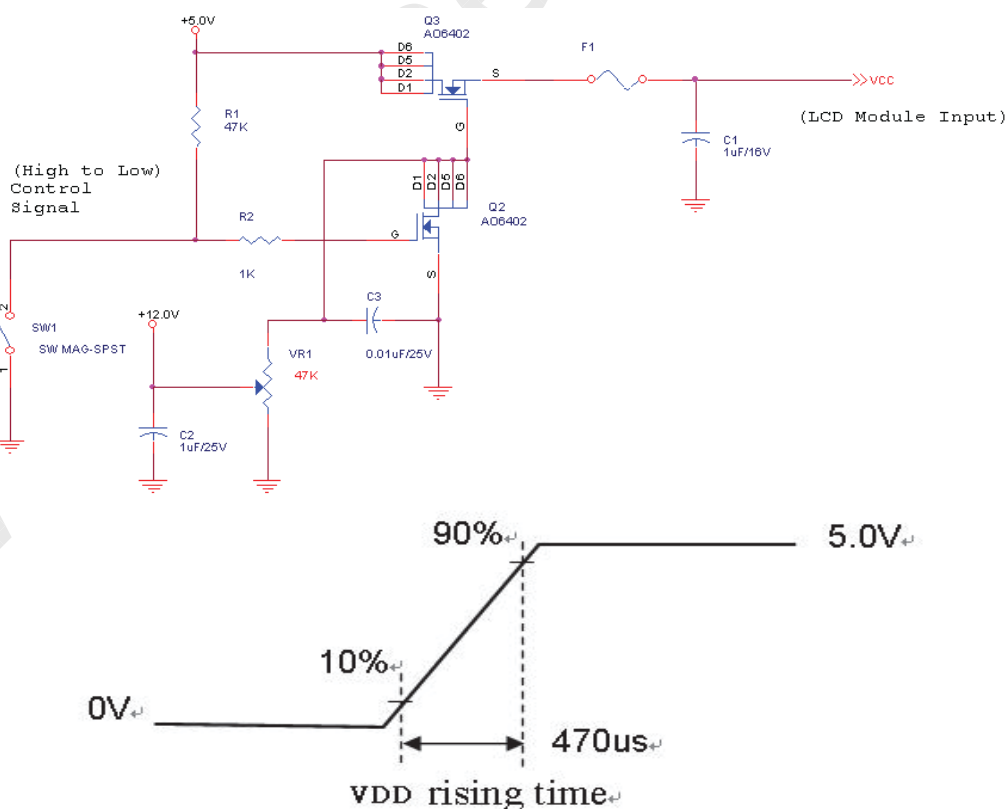 +5.0V
Q3
AO6402
D6
D5
D2
D1
S
G
F1
VCC
(LCD Module Input)
R1
47K
C1
1uF/16V
(High to Low)
Control
Signal
D1
D2
D5
D6
Q2
AO6402
R2
G
1K
S
C3
0.01uF/25V
2
SW1
SW MAG-SPST
1
+12.0V
VR1
47K
C2
1uF/25V
90%
5.0V
10%
0V
470us
VDD rising time